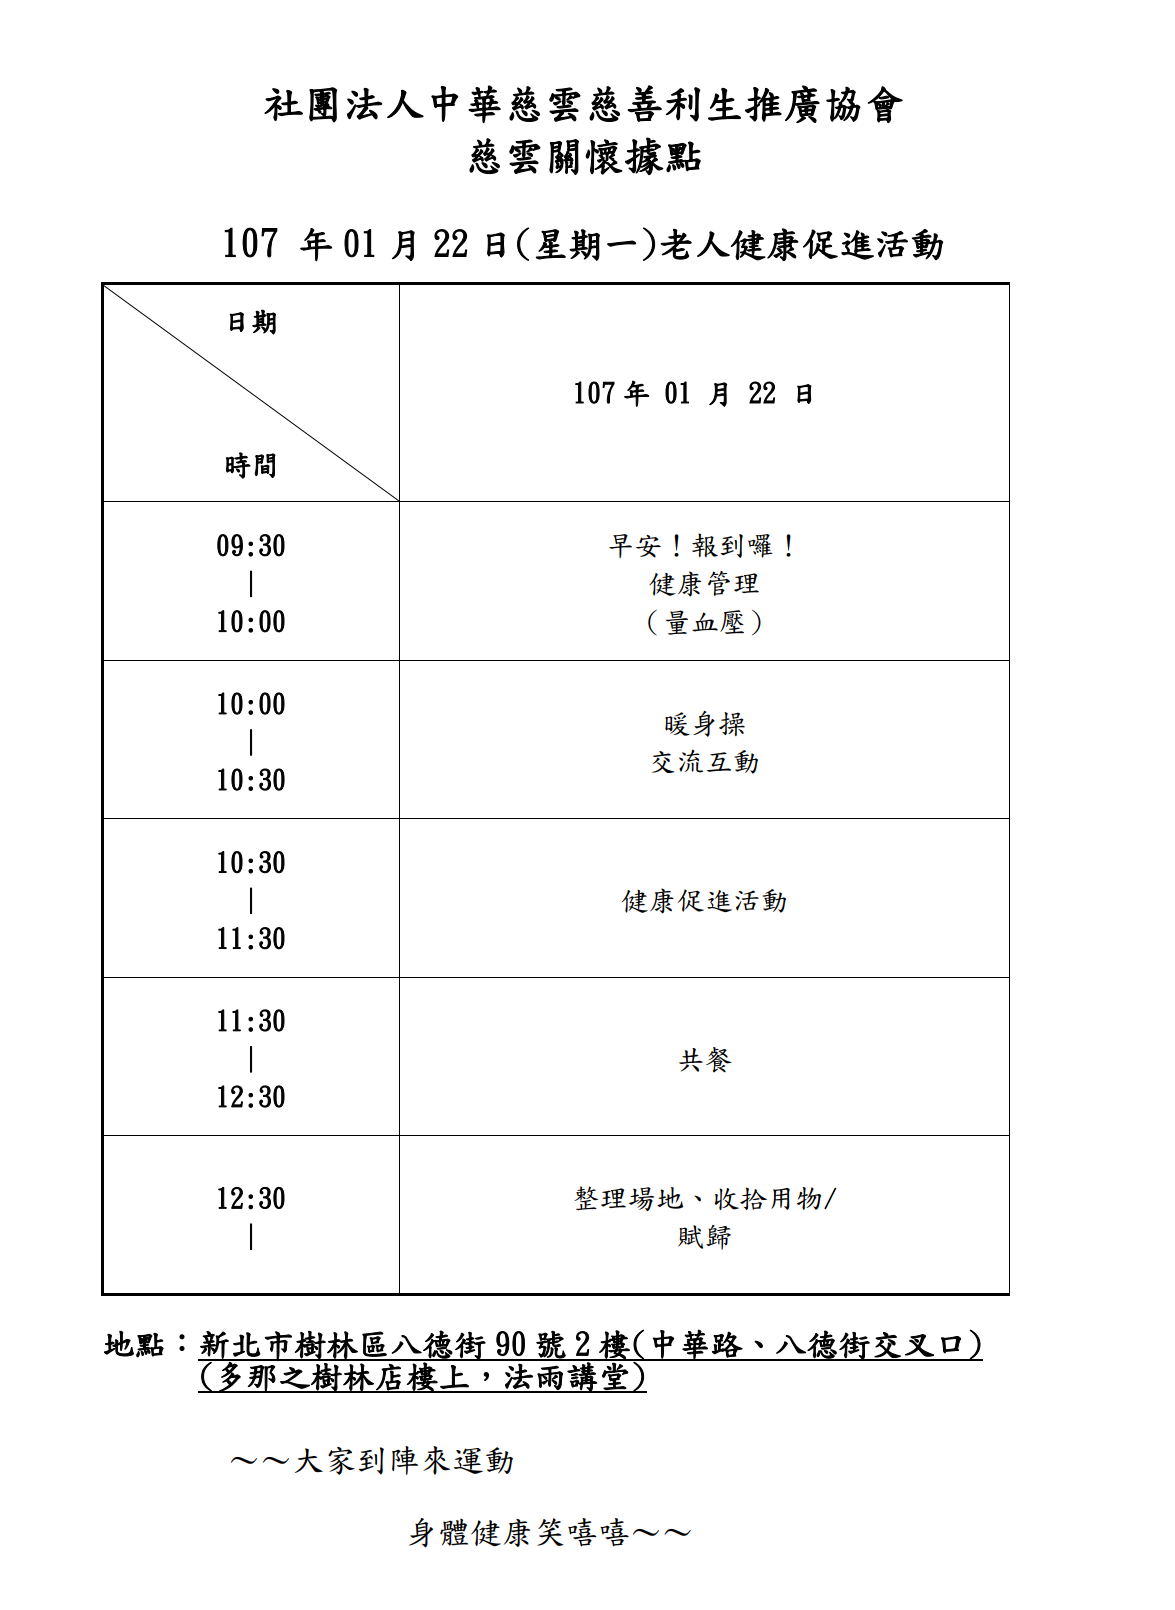 社團法人中華慈雲慈善利生推廣協會
慈雲關懷據點
107 年 01 月 22 日(星期一)老人健康促進活動
日期
時間
107 年 01 月 22 日
09:30
|
10:00
早安！報到囉！
健康管理
（量血壓）
10:00
|
10:30
暖身操
交流互動
10:30
|
11:30
健康促進活動
11:30
|
12:30
共餐
12:30
|
整理場地、收拾用物/
賦歸
地點：新北市樹林區八德街 90 號 2 樓(中華路、八德街交叉口)
(多那之樹林店樓上，法雨講堂)
～～大家到陣來運動
身體健康笑嘻嘻～～